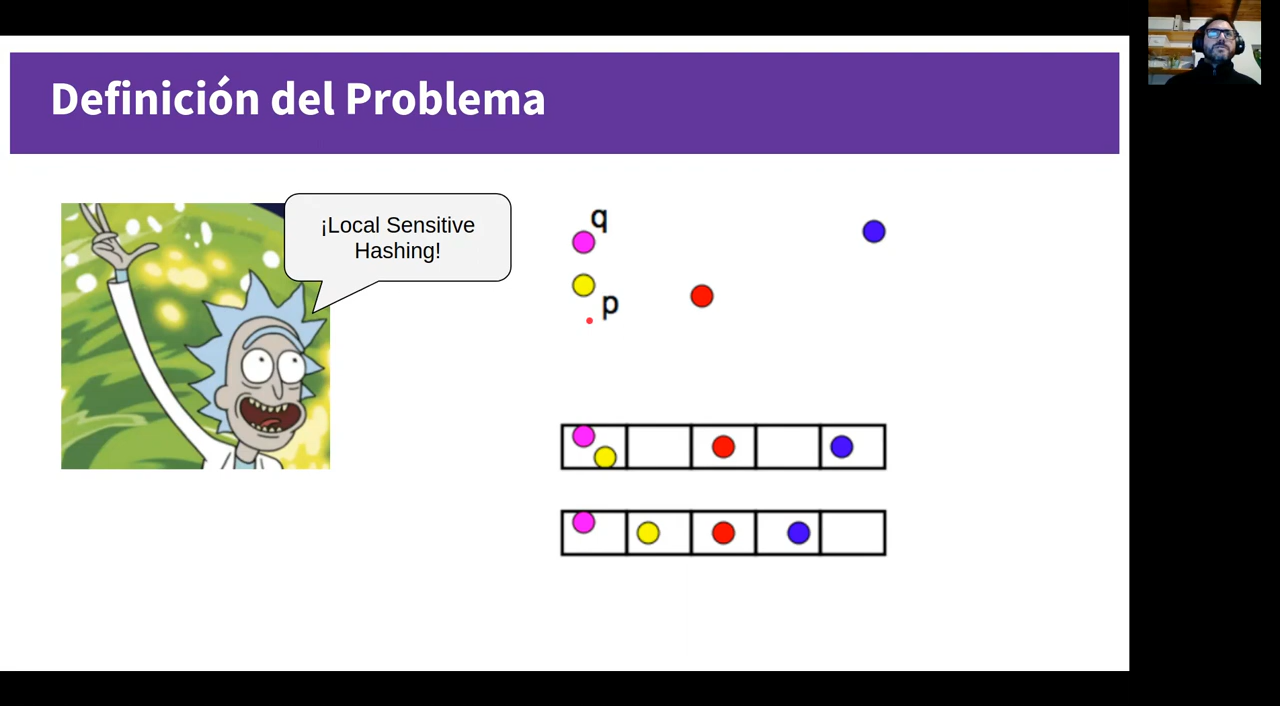 Definición del Problema
¡Local Sensitive
Hashing!
q
p